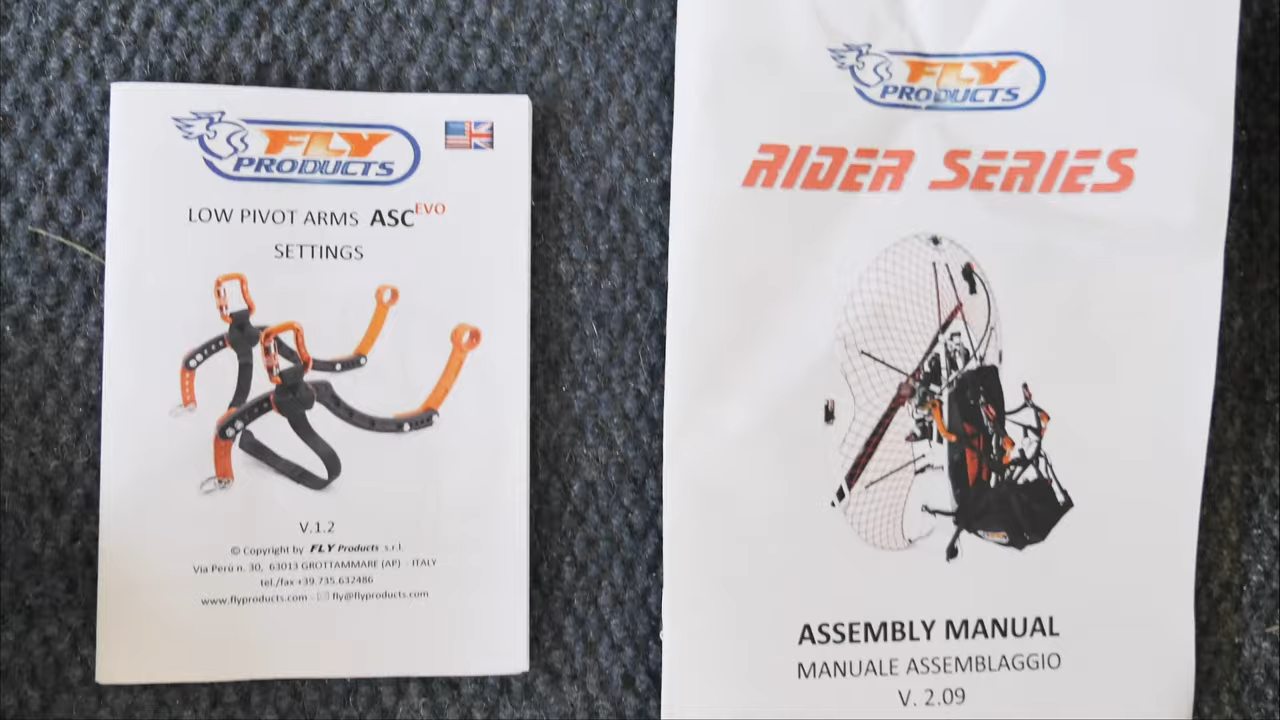 FLY
PRODUCTS
LOW PIVOT ARMS ASC EVO
SETTINGS
V.1.2
© Copyright by FLY Products s.r.l.
Via Perù n. 30, 63013 GROTTAMMARE (AP) - ITALY
tel./fax +39.735.632486
www.flyproducts.com - fly@flyproducts.com
FLY
PRODUCTS
RIDER SERIES
ASSEMBLY MANUAL
MANUALE ASSEMBLAGGIO
V. 2.09